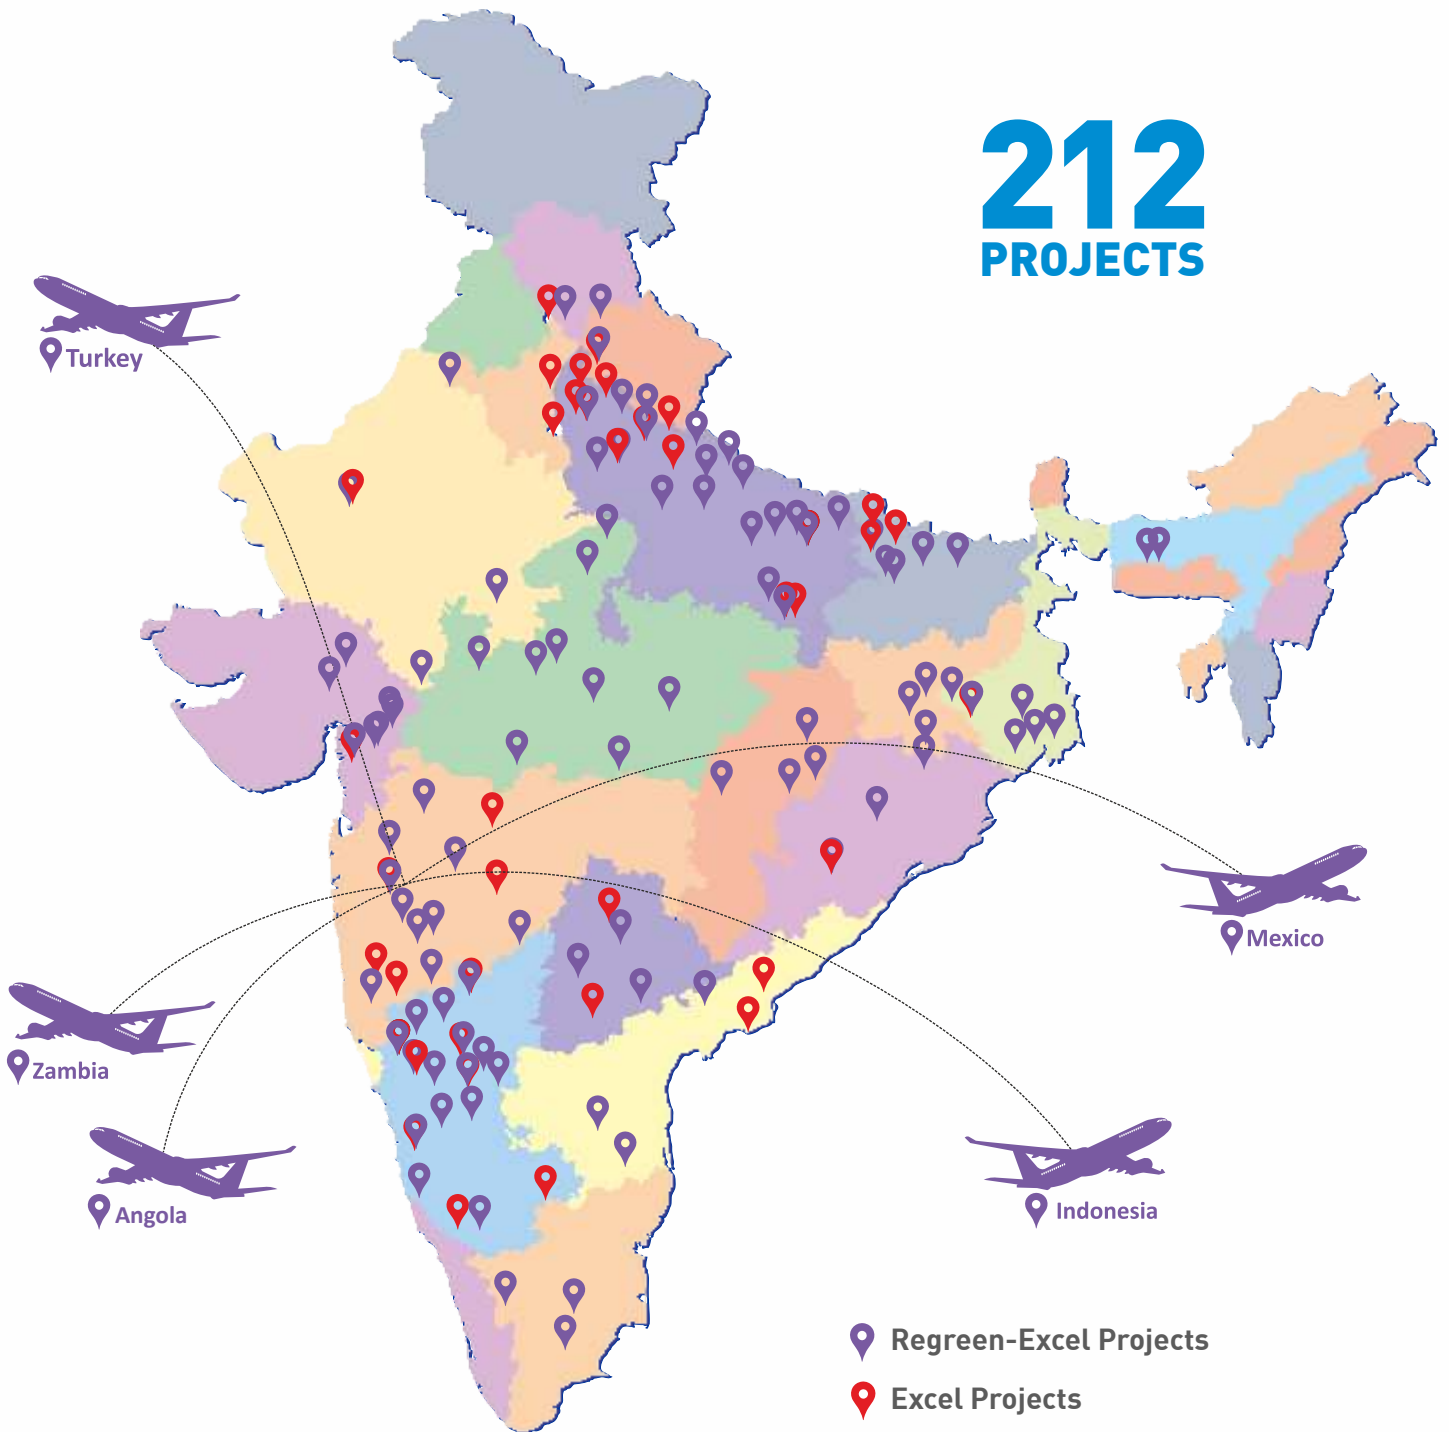 212
PROJECTS
Turkey
Mexico
Zambia
Angola
Indonesia
Regreen-Excel Projects
Excel Projects